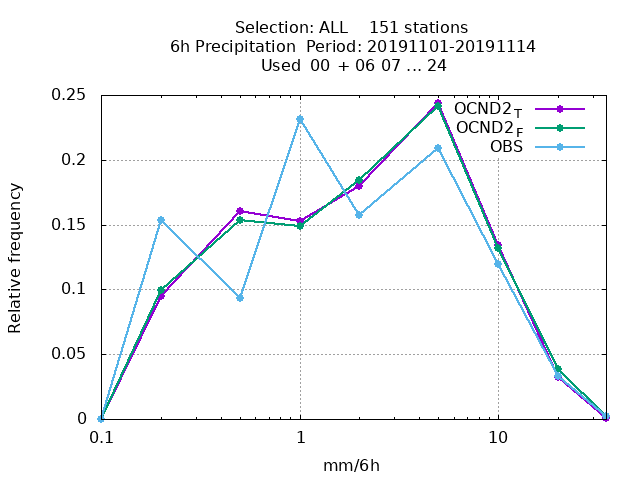 Selection: ALL    151 stations
6h Precipitation  Period: 20191101-20191114
Used  00  + 06 07 ... 24
OCND2T
OCND2F
OBS
0.25
0.2
0.15
0.1
0.05
0
Relative frequency
0.1
1
10
mm/6h